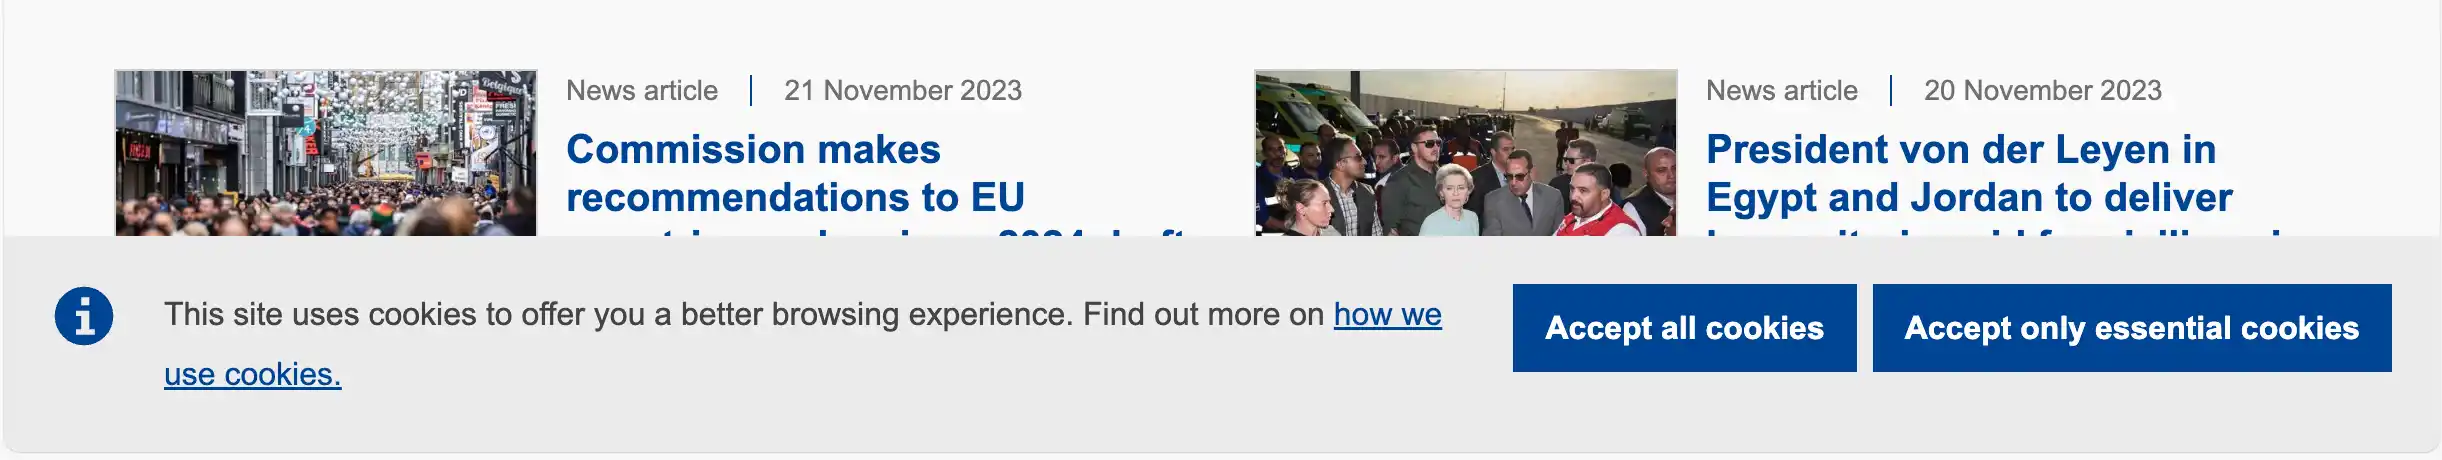 News article | 21 November 2023
Commission makes
recommendations to EU
News article | 20 November 2023
President von der Leyen in
Egypt and Jordan to deliver
This site uses cookies to offer you a better browsing experience. Find out more on how we
use cookies.
Accept all cookies
Accept only essential cookies